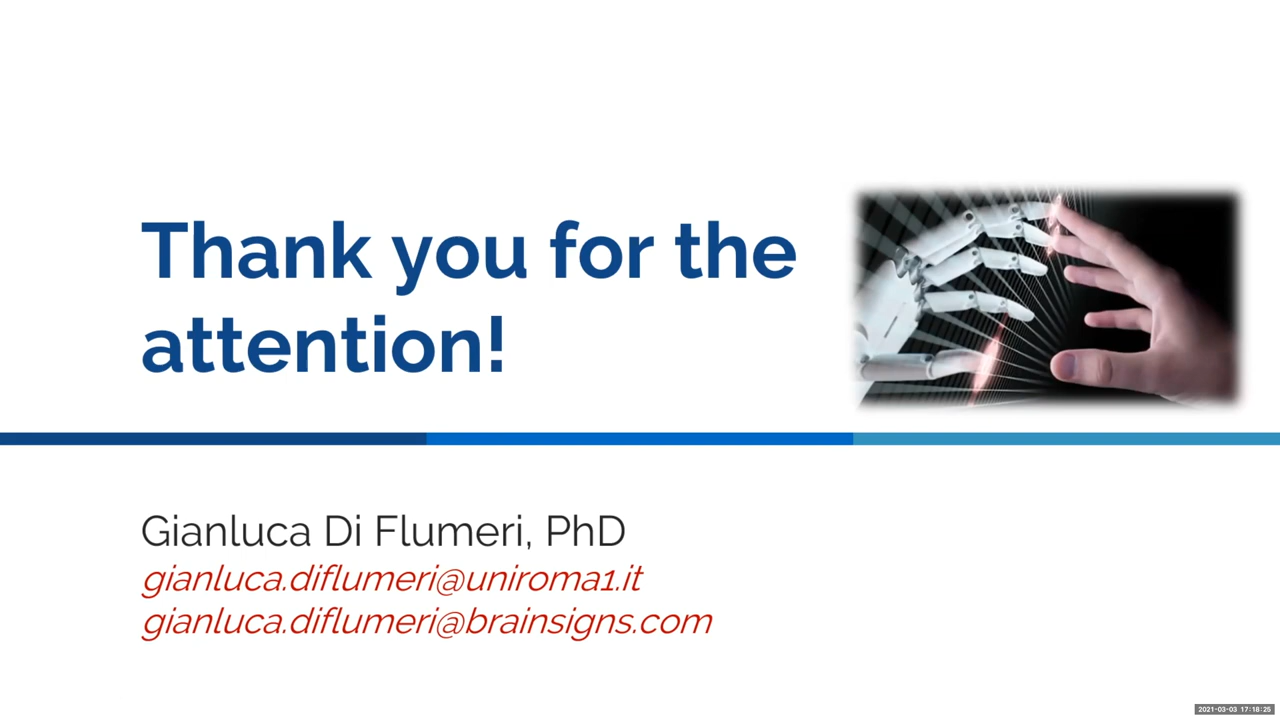 Thank you for the
attention!
Gianluca Di Flumeri, PhD
gianluca.diflumeri@uniroma1.it
gianluca.diflumeri@brainsigns.com
2021-03-03 17:18:25